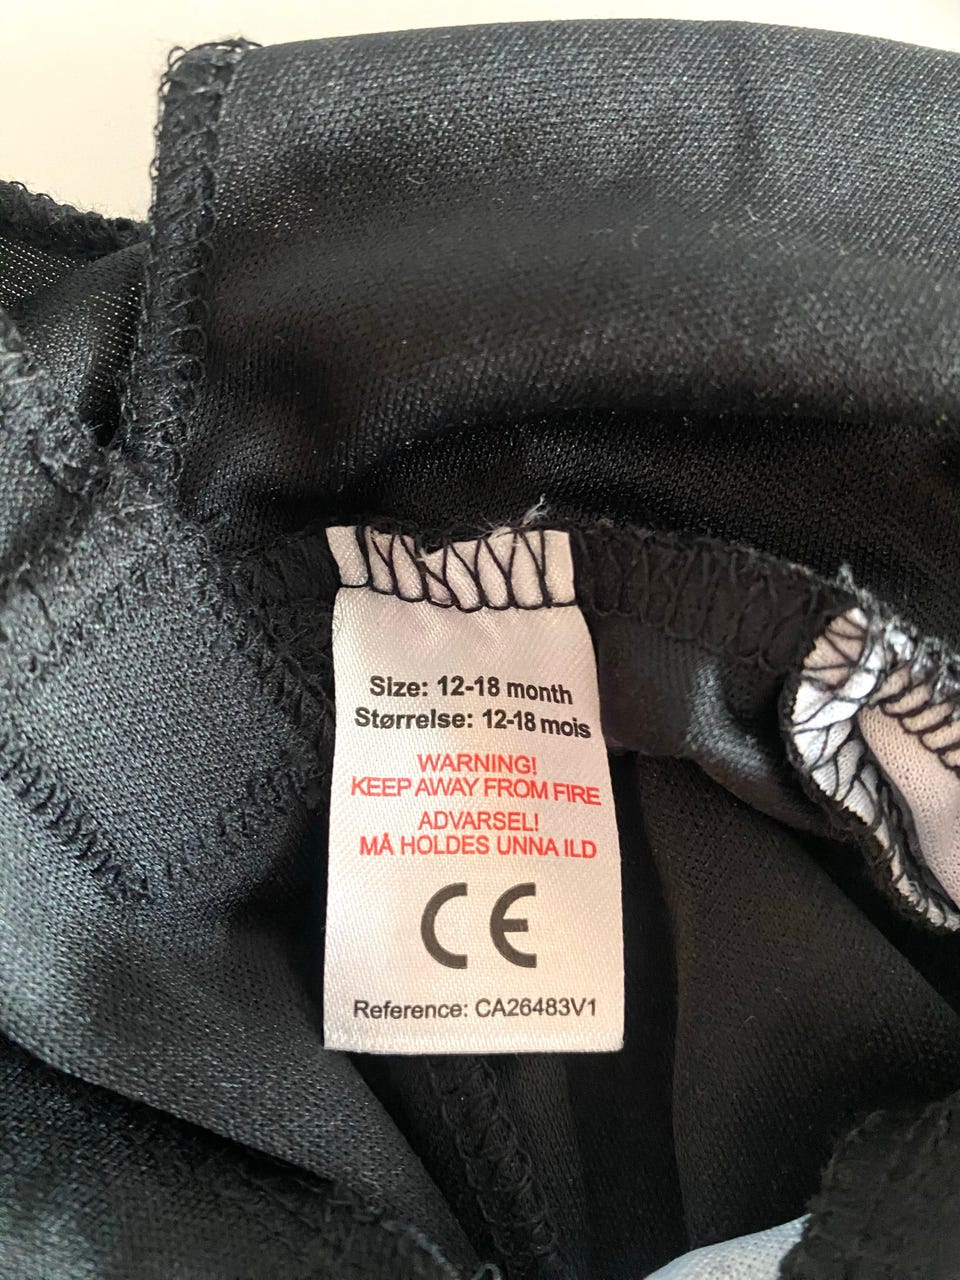 Size: 12-18 month
Størrelse: 12-18 mois
WARNING!
KEEP AWAY FROM FIRE
ADVARSEL!
MÅ HOLDES UNNA ILD
CE
Reference: CA26483V1